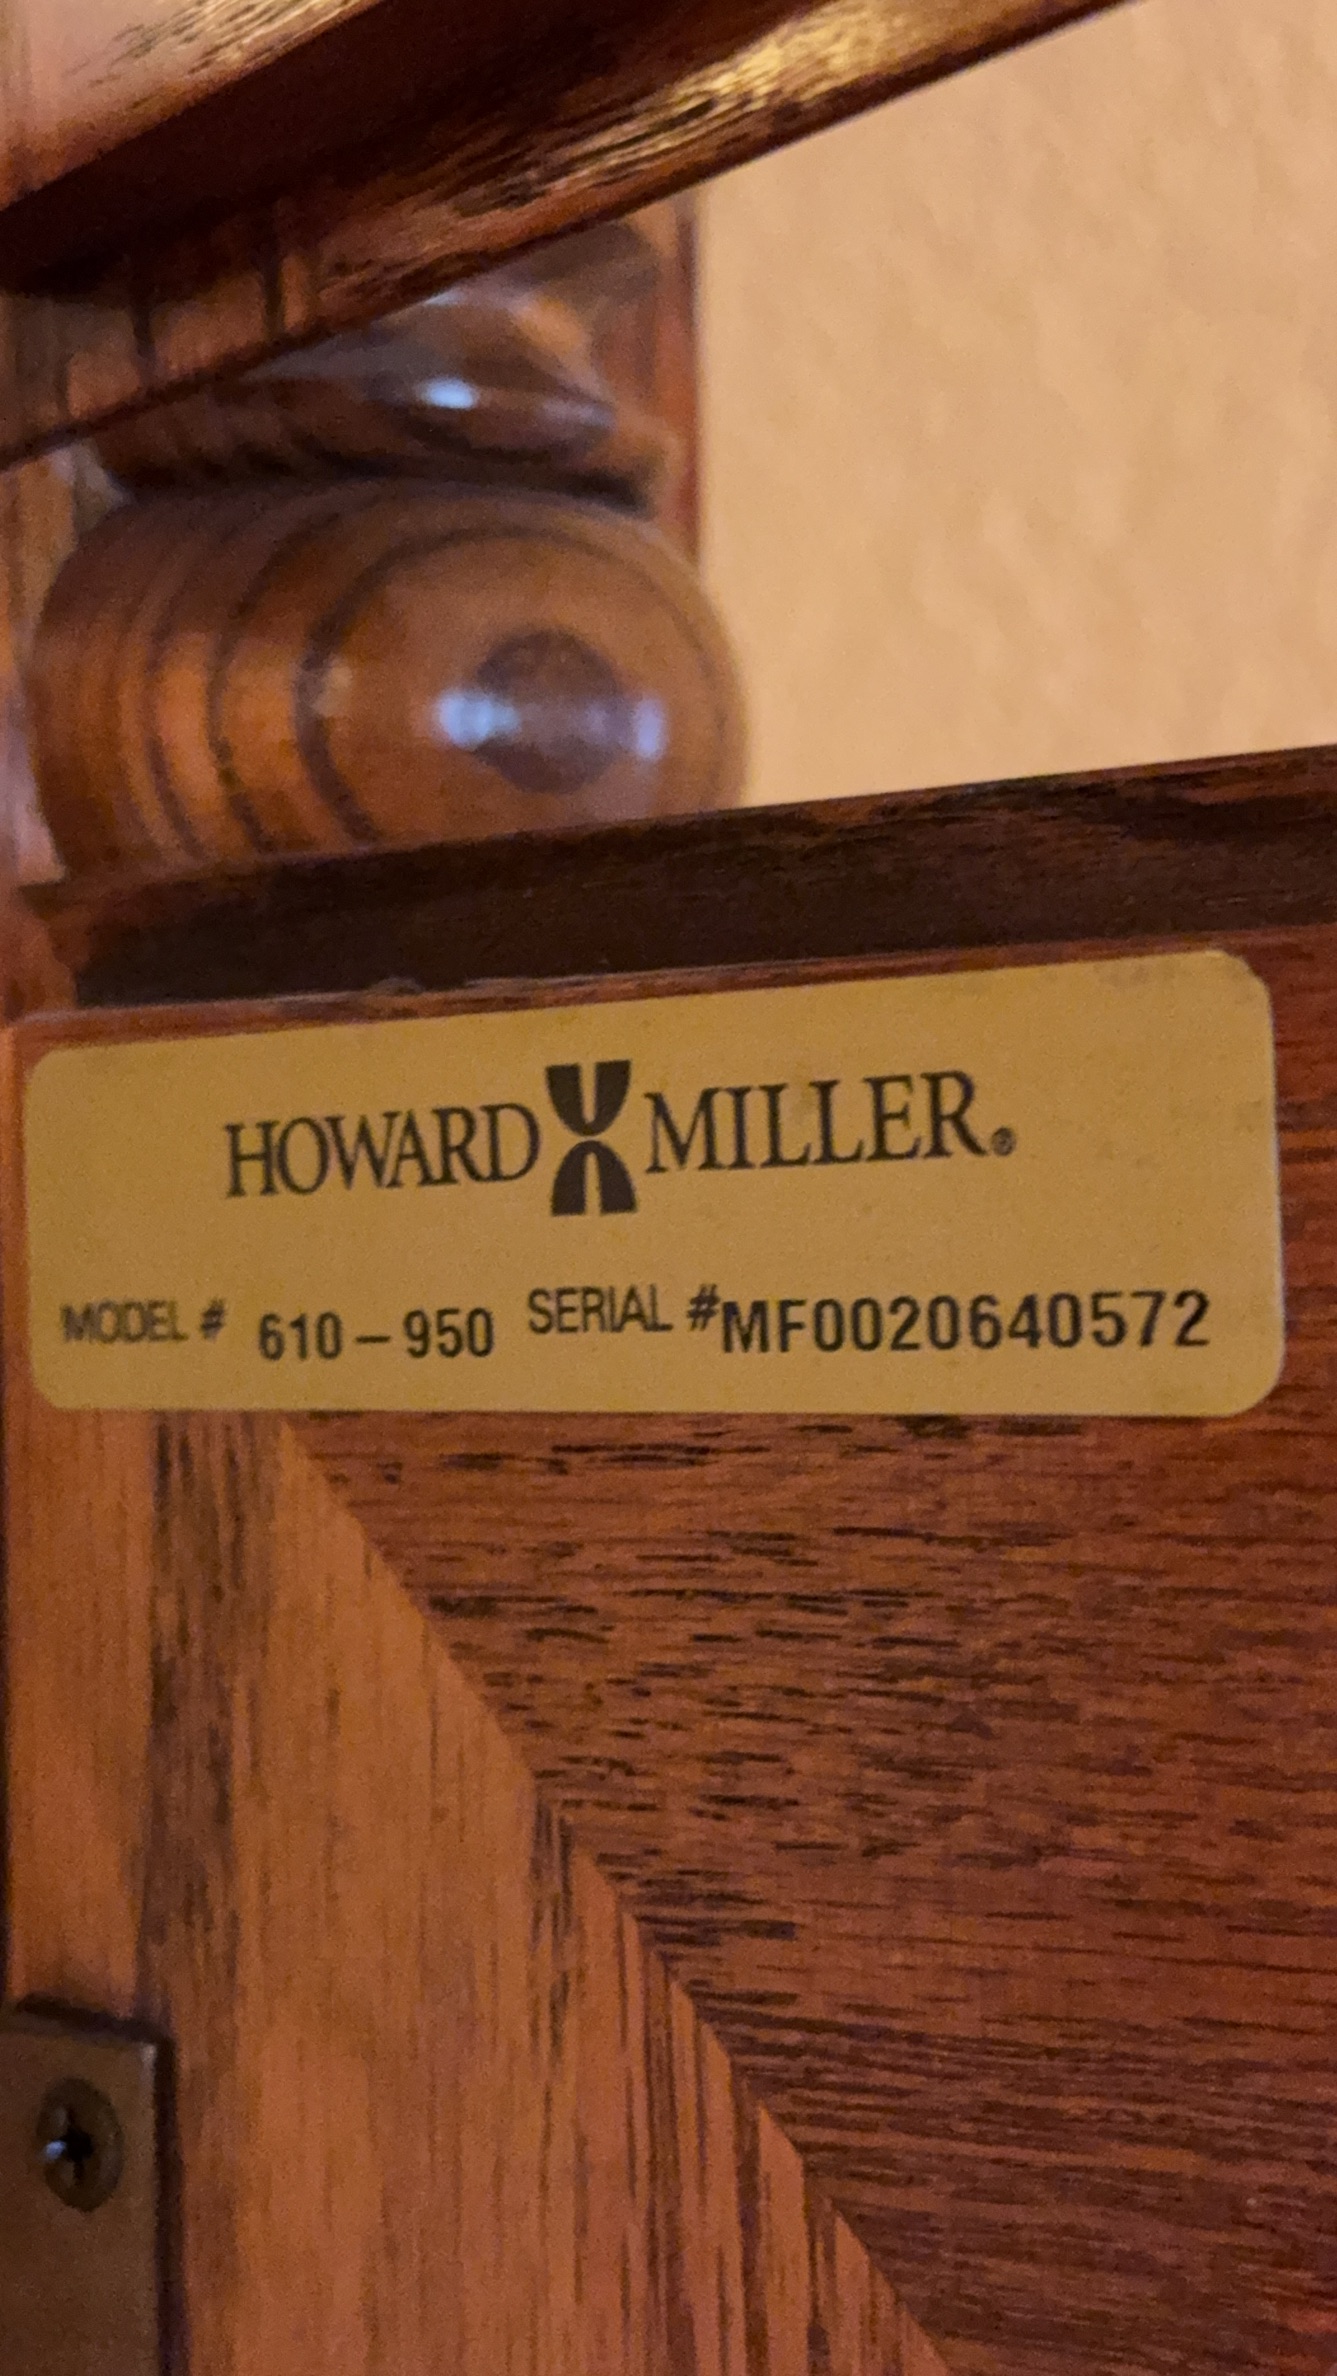 HOWARD MILLER®
MODEL # 610-950 SERIAL #MF0020640572